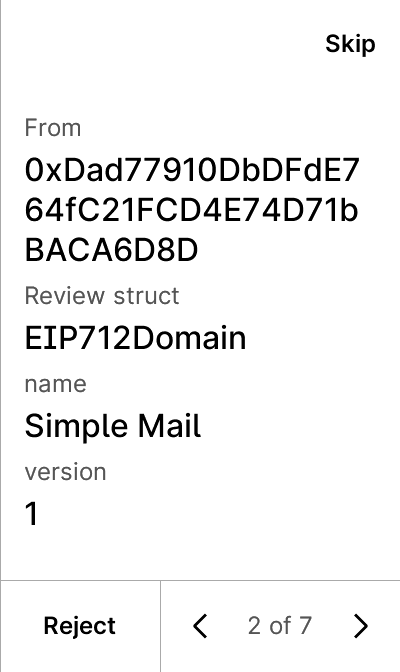 Skip
From
0xDad77910DbDFdE7
64fC21FCD4E74D71b
BACA6D8D
Review struct
EIP712Domain
name
Simple Mail
version
1
Reject
2 of 7